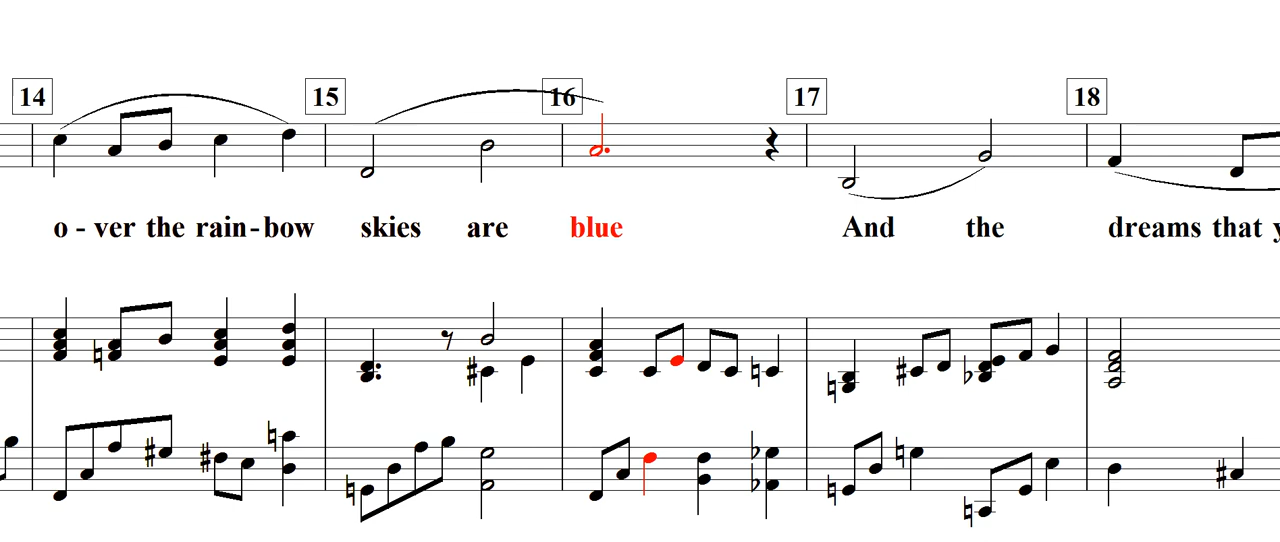 14 15 16 17 18
o - ver the rain - bow skies are blue And the dreams that